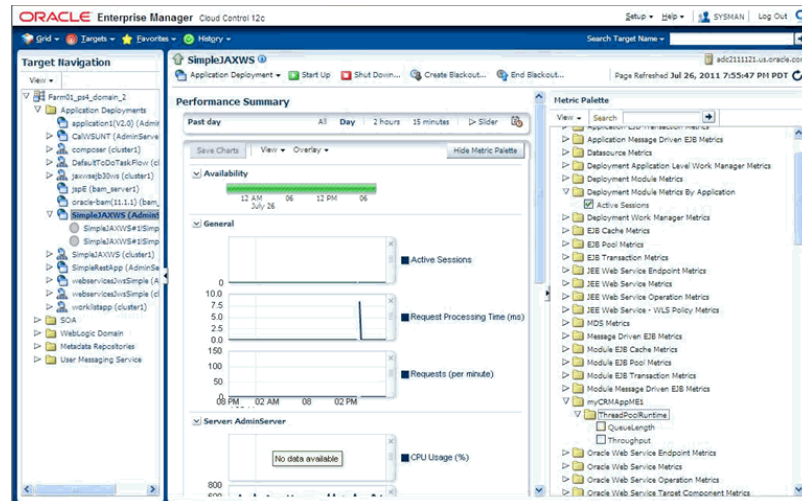 ORACLE Enterprise Manager Cloud Control 12c
Setup Help SYSMAN Log Out
Grid Targets Favorites History
Search Target Name
Target Navigation
View
Farm01_ps4_domain_2
Application Deployments
application1(V2.0) (Admin
CalWSUNT (AdminServe
composer (cluster1)
DefaultToDoTaskFlow (cl
jaxwsejb30ws (cluster1)
jspE (bam_server1)
oracle-bam(11.1.1) (bam_
SimpleJAXWS (AdminS
SimpleJAXWS#1!Simp
SimpleJAXWS#1!Simp
SimpleJAXWS (cluster1)
SimpleRestApp (AdminSe
webservicesJwsSimple (A
webservicesJwsSimple (cl
worklistapp (cluster1)
SOA
WebLogic Domain
Metadata Repositories
User Messaging Service
SimpleJAXWS
adc2111121.us.oracle.com
Application Deployment Start Up Shut Down... Create Blackout... End Blackout...
Page Refreshed Jul 26, 2011 7:55:47 PM PDT
Performance Summary
Past day All Day 2 hours 15 minutes Slider
Save Charts View Overlay Hide Metric Palette
Availability
12 AM 06 12 PM 06
July 26
General
0
Active Sessions
10.0
7.5
5.0
2.5
0.0
Request Processing Time (ms)
150
100
50
0
Requests (per minute)
08 PM 02 AM 08 02 PM
Server: AdminServer
No data available
CPU Usage (%)
800
600
Metric Palette
View Search
Application EJB Transaction Metrics
Application Message Driven EJB Metrics
Datasource Metrics
Deployment Application Level Work Manager Metrics
Deployment Module Metrics
Deployment Module Metrics By Application
Active Sessions
Deployment Work Manager Metrics
EJB Cache Metrics
EJB Pool Metrics
EJB Transaction Metrics
JEE Web Service Endpoint Metrics
JEE Web Service Metrics
JEE Web Service Operation Metrics
JEE Web Service - WLS Policy Metrics
MDS Metrics
Message Driven EJB Metrics
Module EJB Cache Metrics
Module EJB Pool Metrics
Module EJB Transaction Metrics
Module Message Driven EJB Metrics
myCRMAppME1
ThreadPoolRuntime
QueueLength
Throughput
Oracle Web Service Endpoint Metrics
Oracle Web Service Metrics
Oracle Web Service Operation Metrics
Oracle Web Service Target Component Metrics